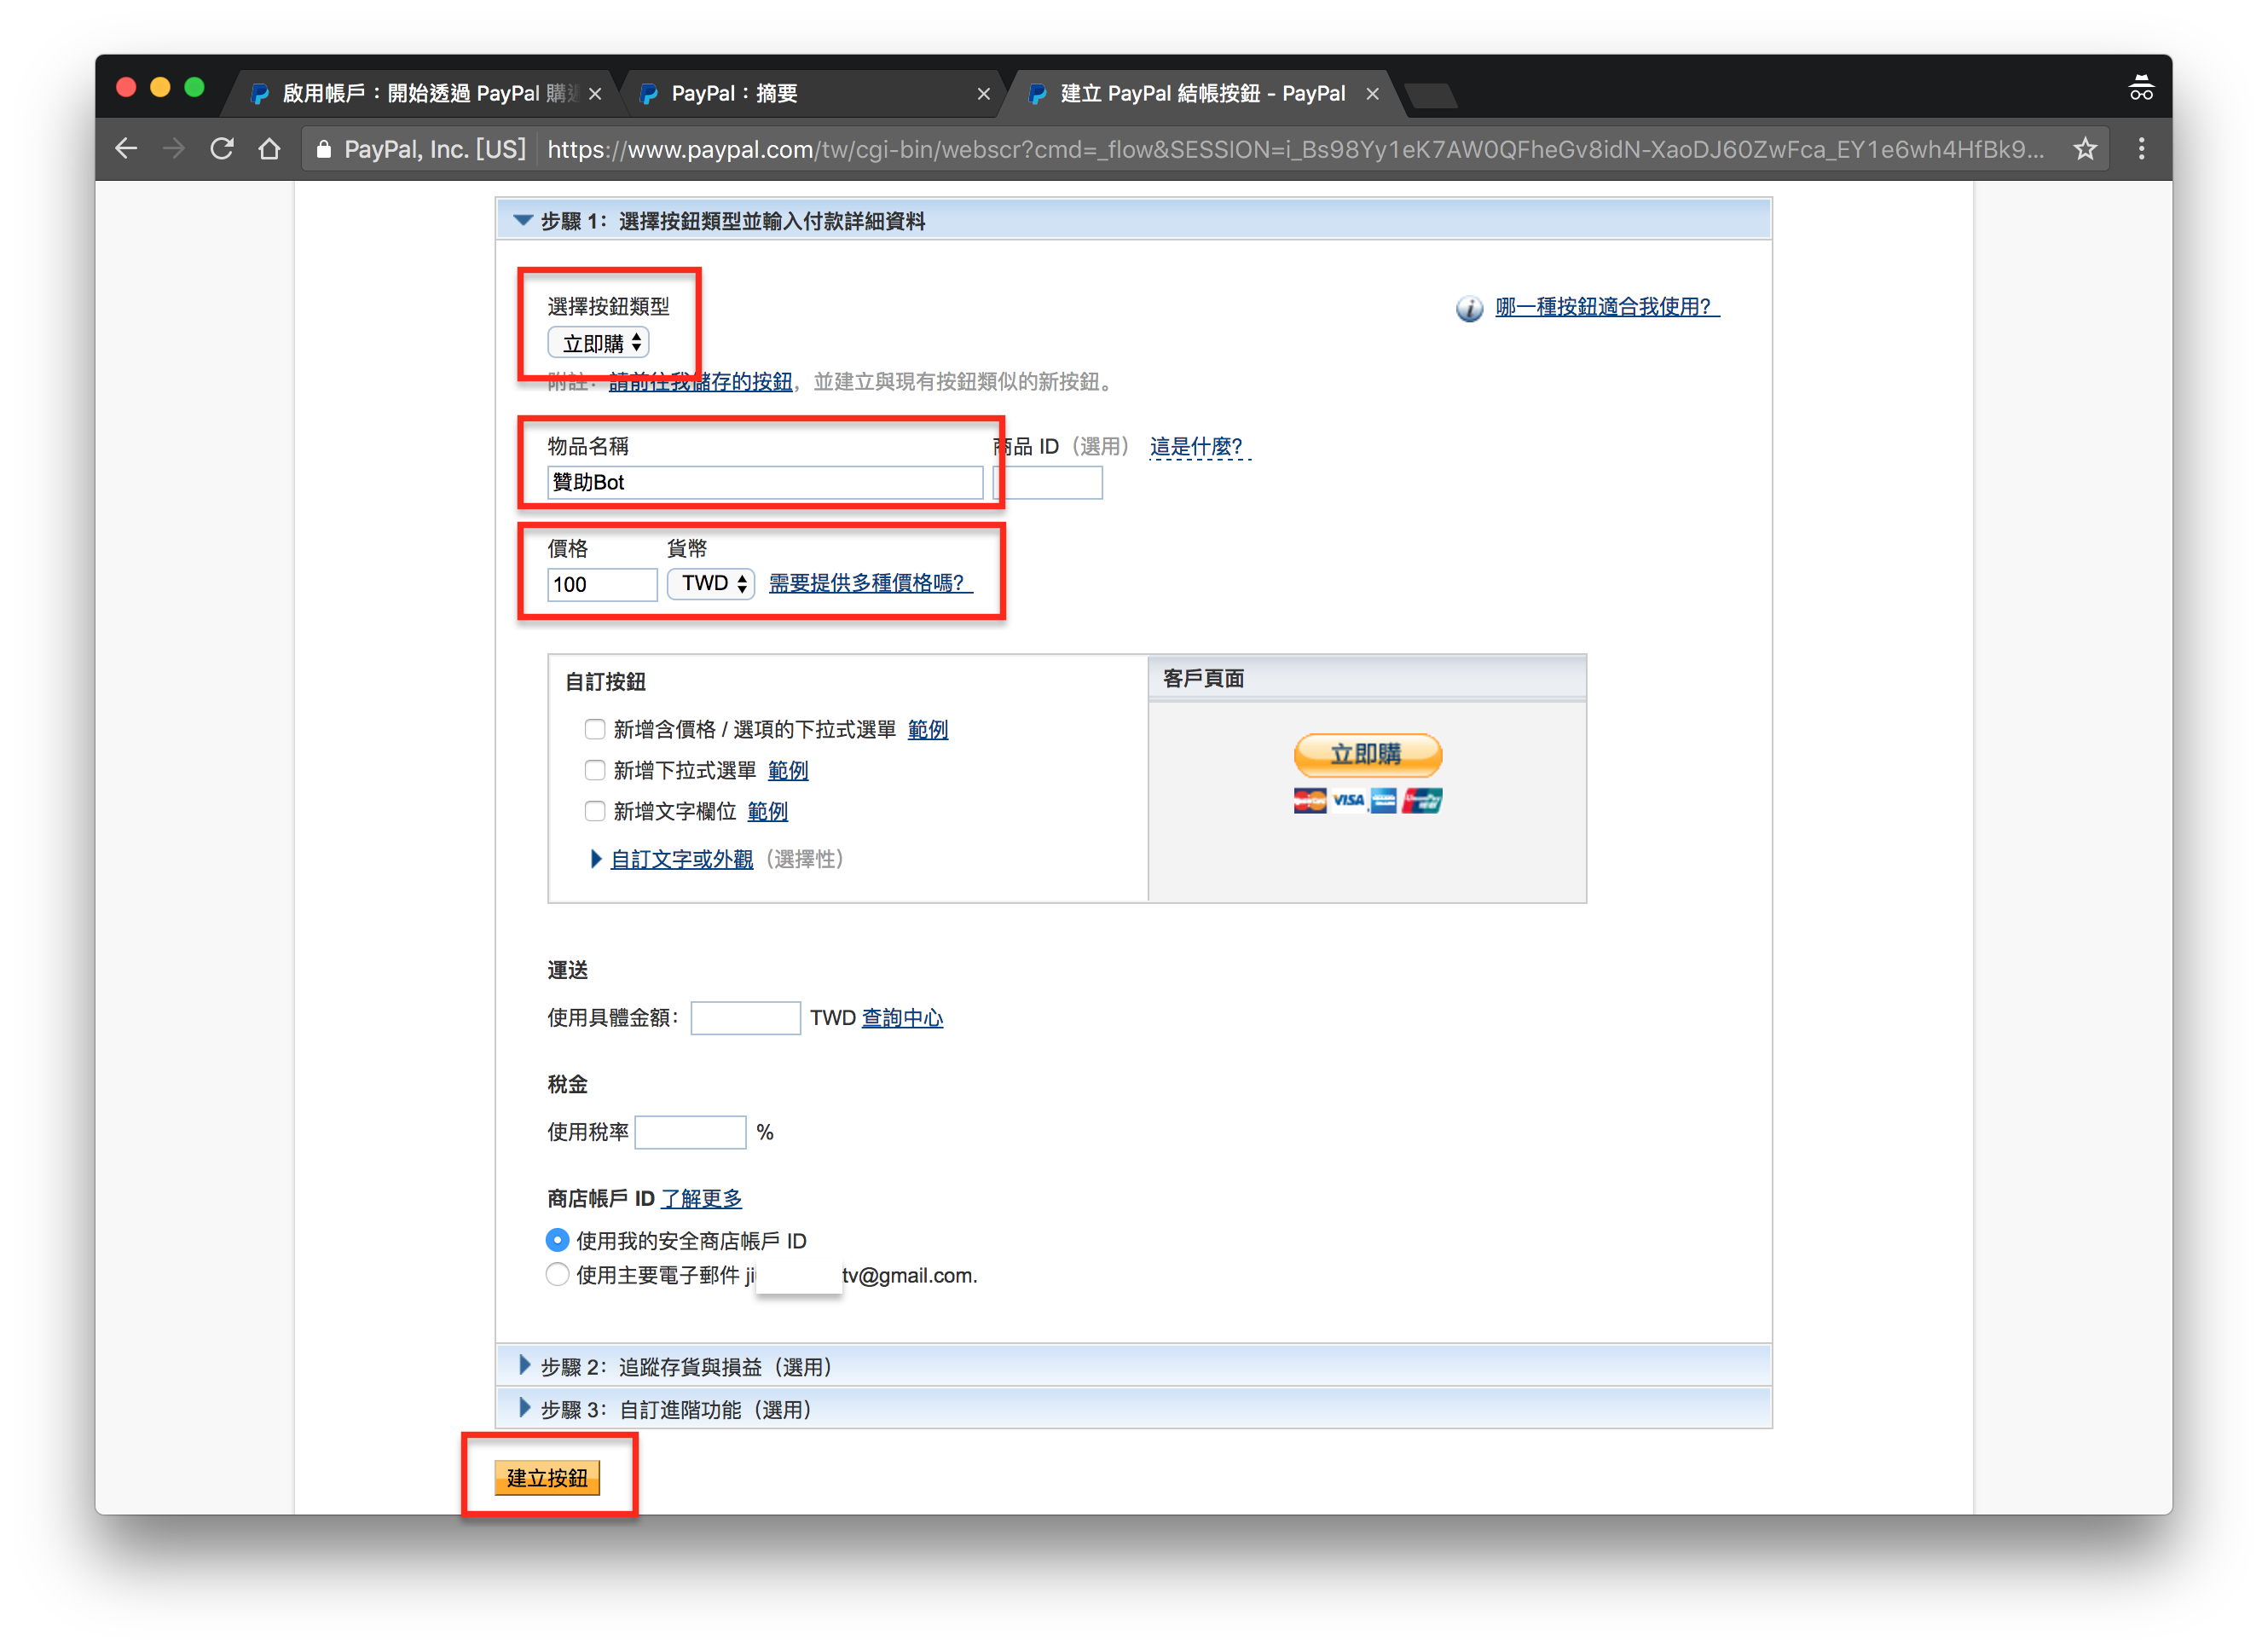 啟用帳戶：開始透過 PayPal 購
PayPal：摘要
建立 PayPal 結帳按鈕 - PayPal
PayPal, Inc. [US] https://www.paypal.com/tw/cgi-bin/webscr?cmd=_flow&SESSION=i_Bs98Yy1eK7AW0QFheGv8idN-XaoDJ60ZwFca_EY1e6wh4HfBk9...
步驟 1：選擇按鈕類型並輸入付款詳細資料
選擇按鈕類型
哪一種按鈕適合我使用？
立即購
附註：請前往我儲存的按鈕，並建立與現有按鈕類似的新按鈕。
物品名稱 商品 ID（選用） 這是什麼？
贊助Bot
價格 貨幣
100 TWD 需要提供多種價格嗎？
自訂按鈕
客戶頁面
新增含價格 / 選項的下拉式選單 範例
新增下拉式選單 範例
新增文字欄位 範例
自訂文字或外觀（選擇性）
立即購
VISA
運送
使用具體金額： TWD 查詢中心
稅金
使用稅率 %
商店帳戶 ID 了解更多
使用我的安全商店帳戶 ID
使用主要電子郵件 ji tv@gmail.com.
步驟 2：追蹤存貨與損益（選用）
步驟 3：自訂進階功能（選用）
建立按鈕